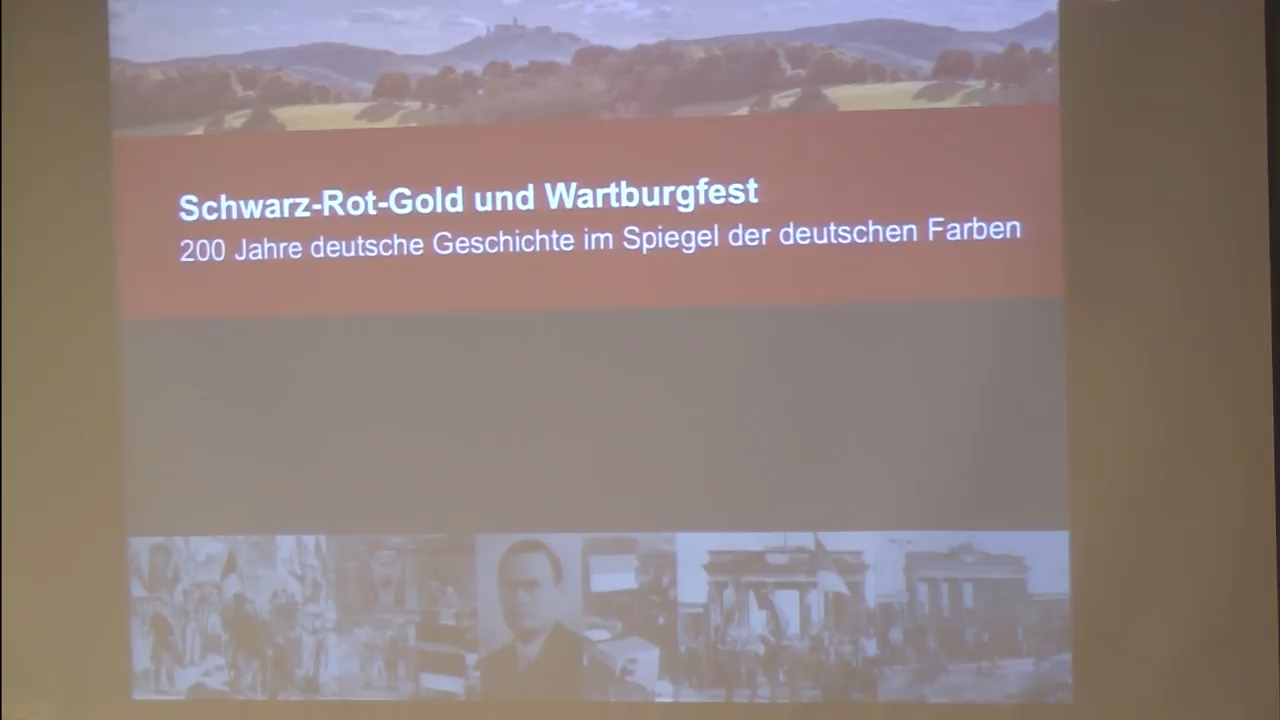 Schwarz-Rot-Gold und Wartburgfest
200 Jahre deutsche Geschichte im Spiegel der deutschen Farben